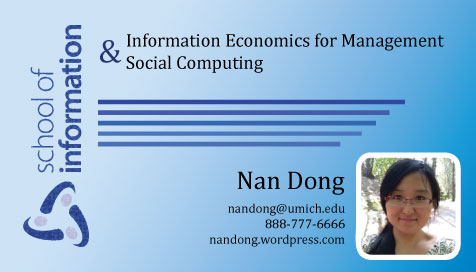 school of
information
& Information Economics for Management
Social Computing
Nan Dong
nandong@umich.edu
888-777-6666
nandong.wordpress.com